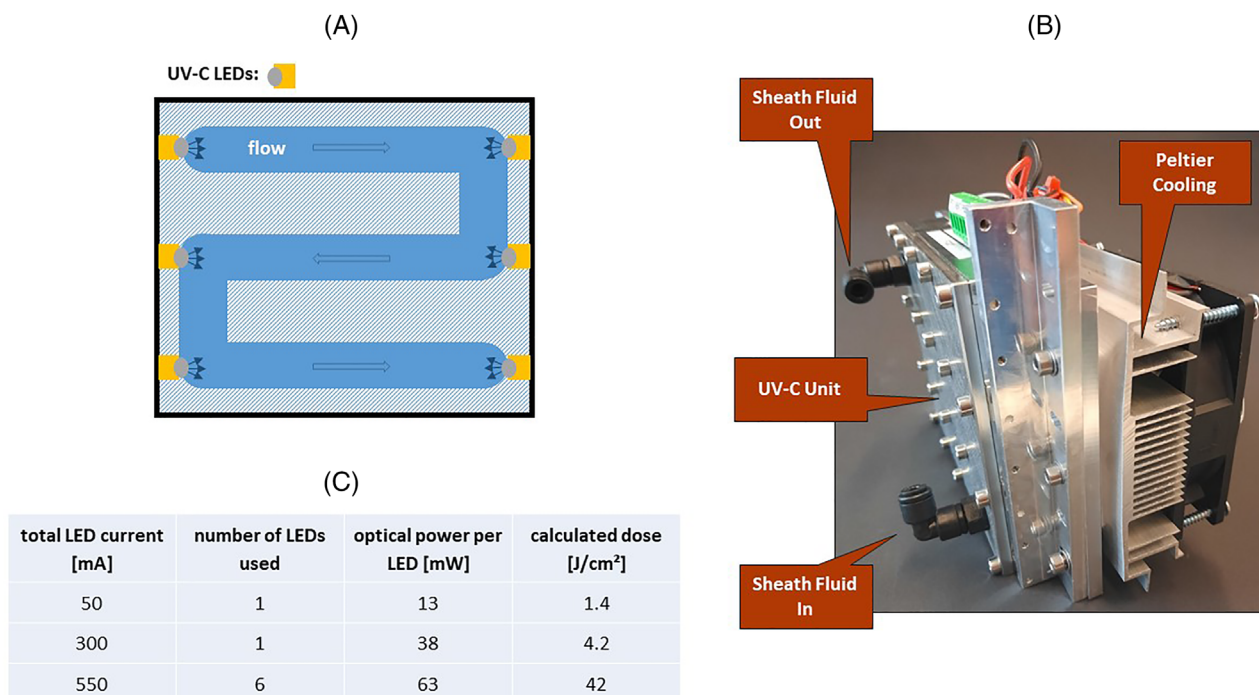 (A)
UV-C LEDs:
flow
(B)
Sheath Fluid
Out
Peltier
Cooling
UV-C Unit
Sheath Fluid
In
(C)
total LED current
[mA]
number of LEDs
used
optical power per
LED [mW]
calculated dose
[J/cm²]
50 1 13 1.4
300 1 38 4.2
550 6 63 42